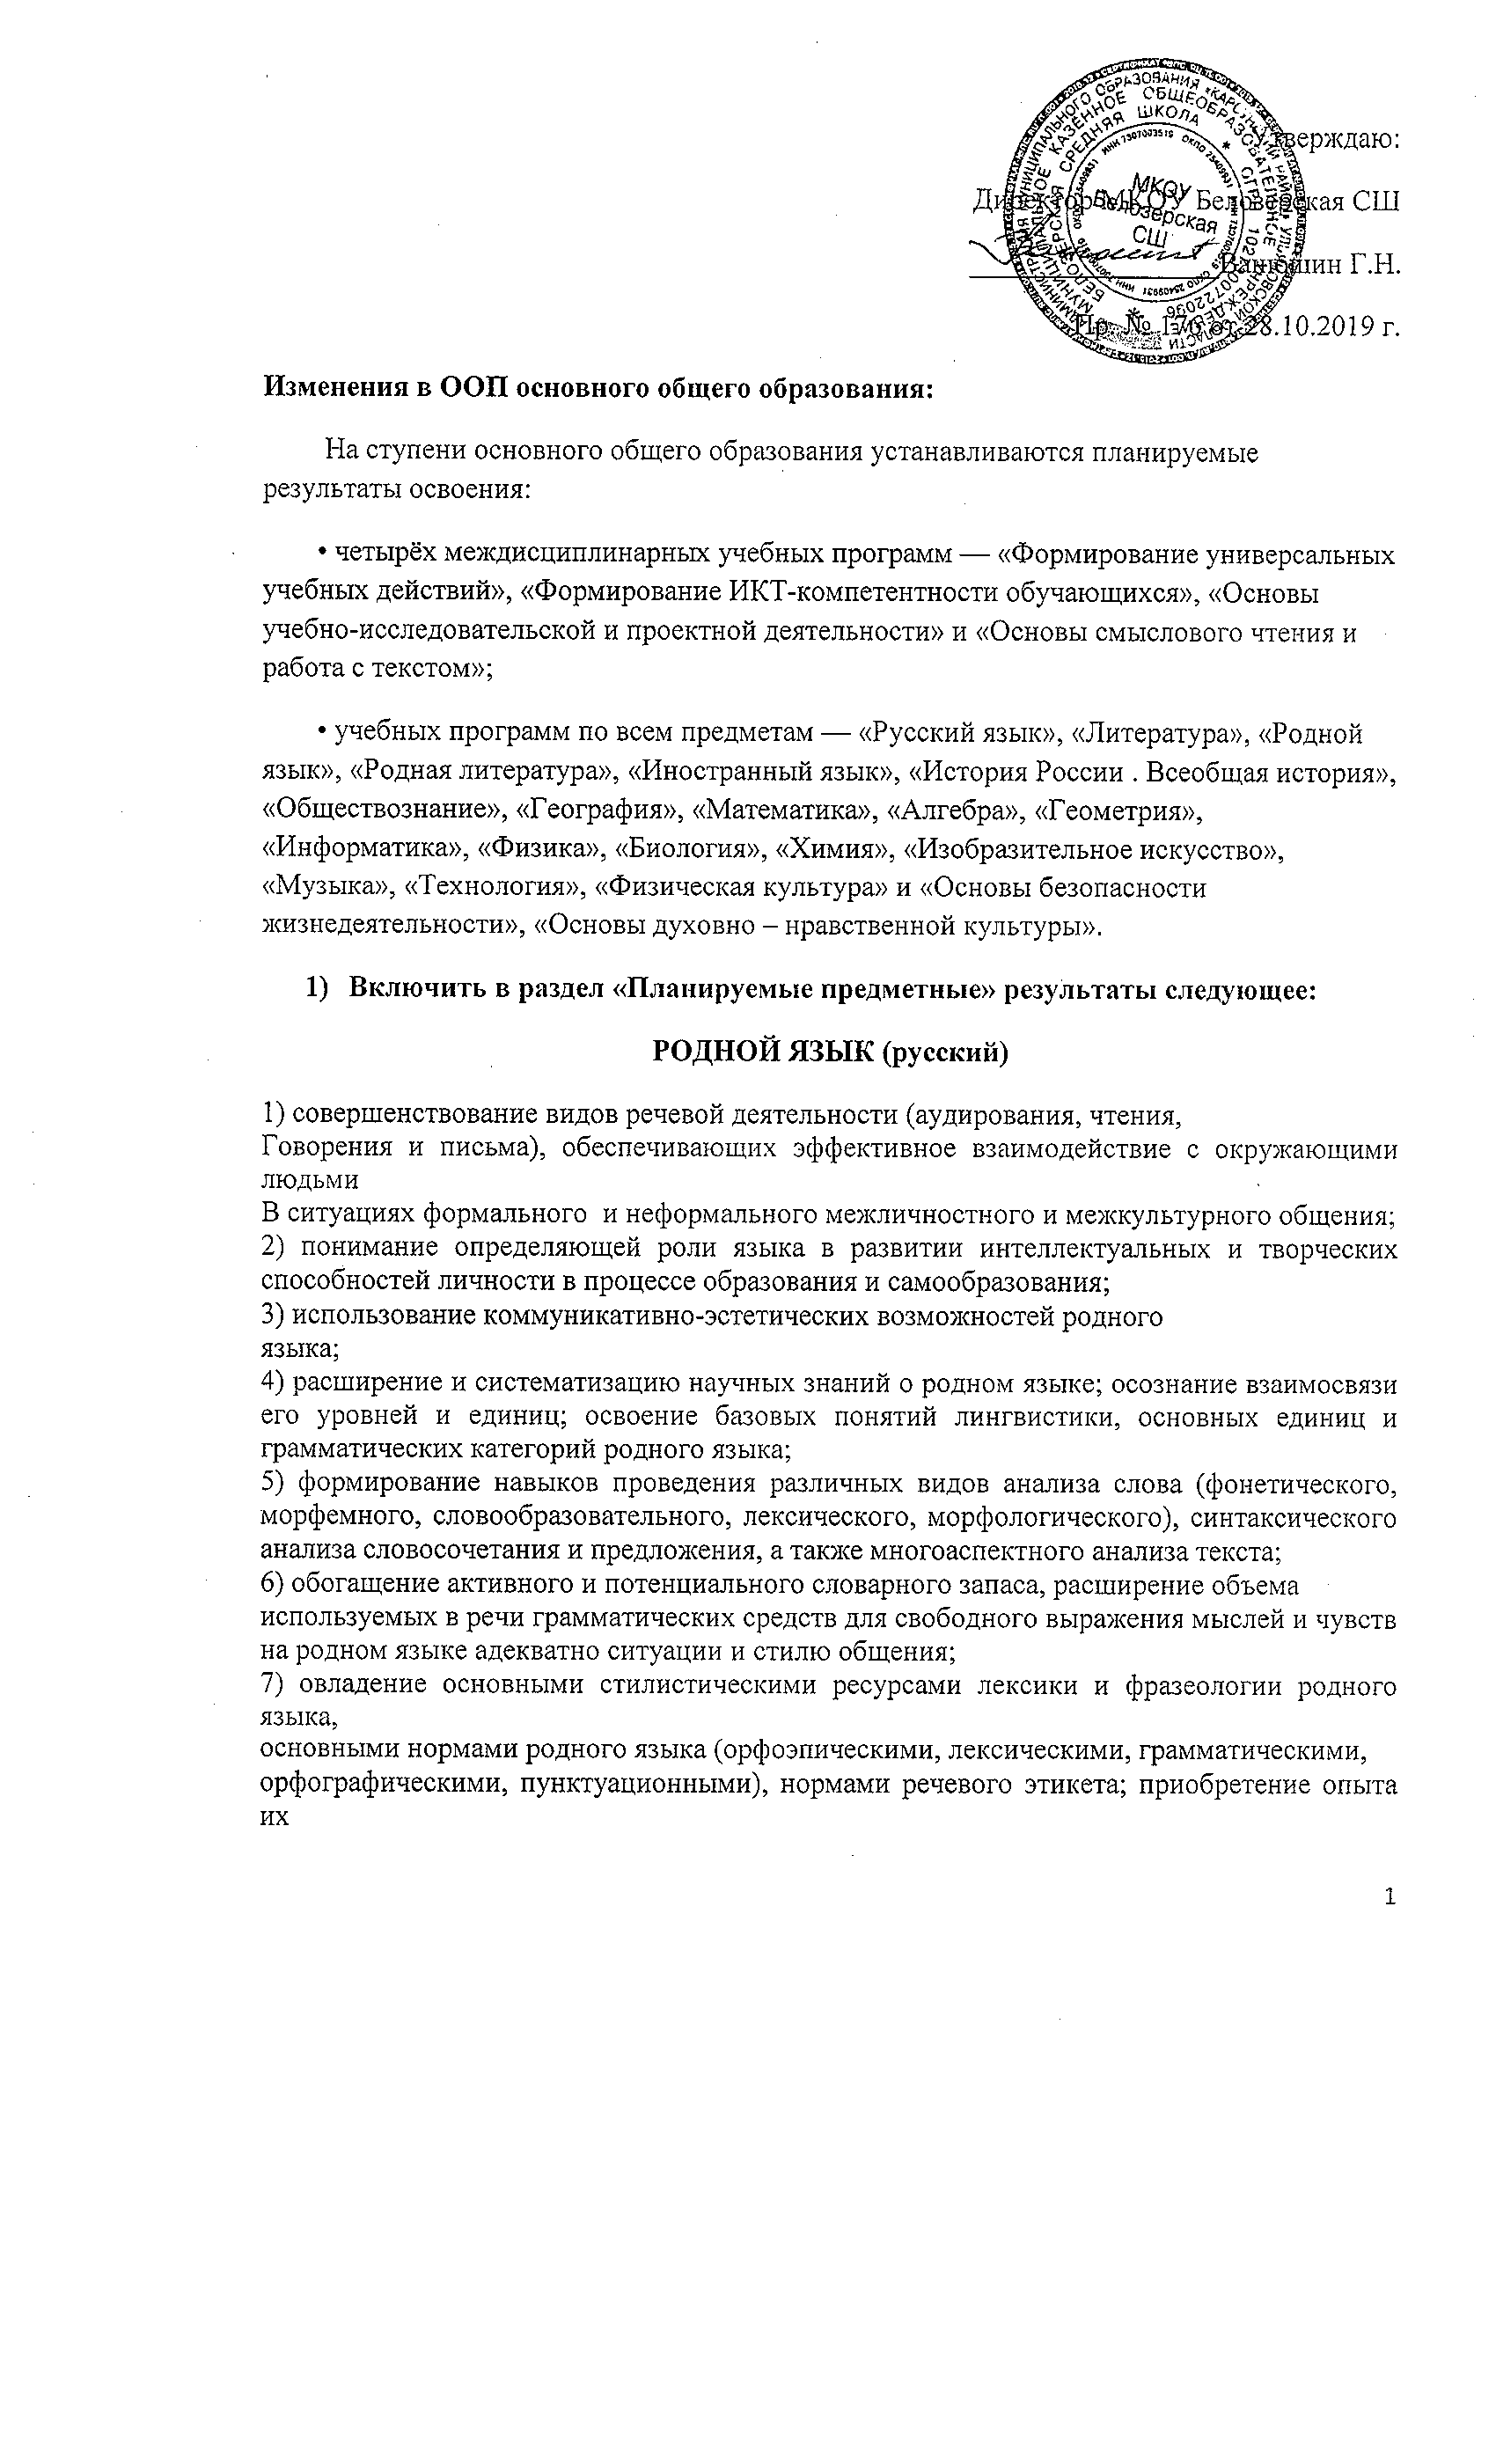 Утверждаю:
Директор МКОУ Белозерская СШ
Ванюшин Г.Н.
Пр. № 176 от 28.10.2019 г.
МКОУ
Белозерская
СШ
Изменения в ООП основного общего образования:
На ступени основного общего образования устанавливаются планируемые
результаты освоения:
• четырёх междисциплинарных учебных программ — «Формирование универсальных
учебных действий», «Формирование ИКТ-компетентности обучающихся», «Основы
учебно-исследовательской и проектной деятельности» и «Основы смыслового чтения и
работа с текстом»;
• учебных программ по всем предметам — «Русский язык», «Литература», «Родной
язык», «Родная литература», «Иностранный язык», «История России . Всеобщая история»,
«Обществознание», «География», «Математика», «Алгебра», «Геометрия»,
«Информатика», «Физика», «Биология», «Химия», «Изобразительное искусство»,
«Музыка», «Технология», «Физическая культура» и «Основы безопасности
жизнедеятельности», «Основы духовно – нравственной культуры».
1) Включить в раздел «Планируемые предметные» результаты следующее:
РОДНОЙ ЯЗЫК (русский)
1) совершенствование видов речевой деятельности (аудирования, чтения,
Говорения и письма), обеспечивающих эффективное взаимодействие с окружающими
людьми
В ситуациях формального и неформального межличностного и межкультурного общения;
2) понимание определяющей роли языка в развитии интеллектуальных и творческих
способностей личности в процессе образования и самообразования;
3) использование коммуникативно-эстетических возможностей родного
языка;
4) расширение и систематизацию научных знаний о родном языке; осознание взаимосвязи
его уровней и единиц; освоение базовых понятий лингвистики, основных единиц и
грамматических категорий родного языка;
5) формирование навыков проведения различных видов анализа слова (фонетического,
морфемного, словообразовательного, лексического, морфологического), синтаксического
анализа словосочетания и предложения, а также многоаспектного анализа текста;
6) обогащение активного и потенциального словарного запаса, расширение объема
используемых в речи грамматических средств для свободного выражения мыслей и чувств
на родном языке адекватно ситуации и стилю общения;
7) овладение основными стилистическими ресурсами лексики и фразеологии родного
языка,
основными нормами родного языка (орфоэпическими, лексическими, грамматическими,
орфографическими, пунктуационными), нормами речевого этикета; приобретение опыта
их
1